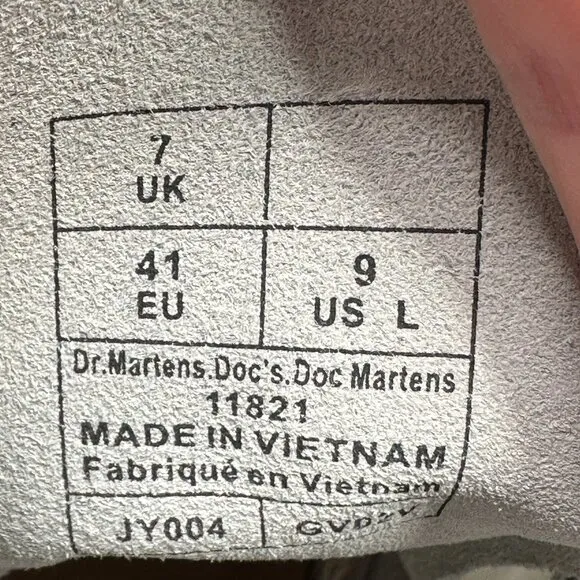 7
UK
41
EU
9
US L
Dr.Martens.Doc's.Doc Martens
11821
MADE IN VIETNAM
Fabriqué en Vietnam
JY004